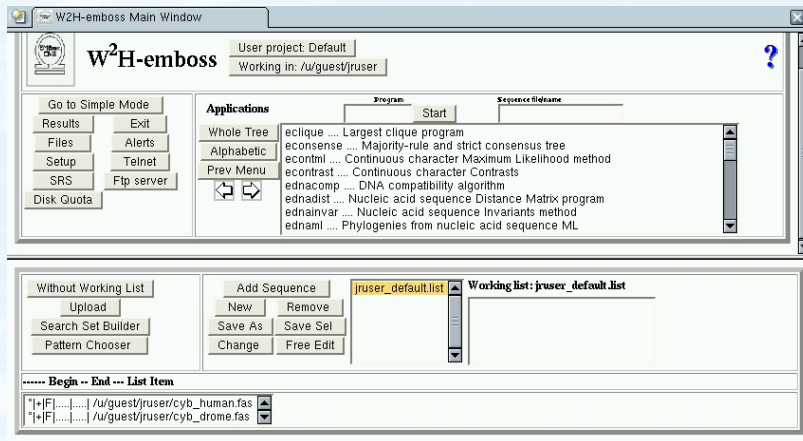 W2H-emboss Main Window
W2H-emboss
User project: Default
Working in: /u/guest/jruser
?
Go to Simple Mode
Results Exit
Files Alerts
Setup Telnet
SRS Ftp server
Disk Quota
Applications
Program
Start
Sequence file/name
Whole Tree
Alphabetic
Prev Menu
eclique .... Largest clique program
econsense .... Majority-rule and strict consensus tree
econtml .... Continuous character Maximum Likelihood method
econtrast .... Continuous character Contrasts
ednacomp .... DNA compatibility algorithm
ednadist .... Nucleic acid sequence Distance Matrix program
ednainvar .... Nucleic acid sequence Invariants method
ednaml .... Phylogenies from nucleic acid sequence ML
Without Working List
Upload
Search Set Builder
Pattern Chooser
Add Sequence
New Remove
Save As Save Sel
Change Free Edit
jruser_default.list
Working list: jruser_default.list
------ Begin -- End --- List Item
*|+|F|.....|.....| /u/guest/jruser/cyb_human.fas
*|+|F|.....|.....| /u/guest/jruser/cyb_drome.fas